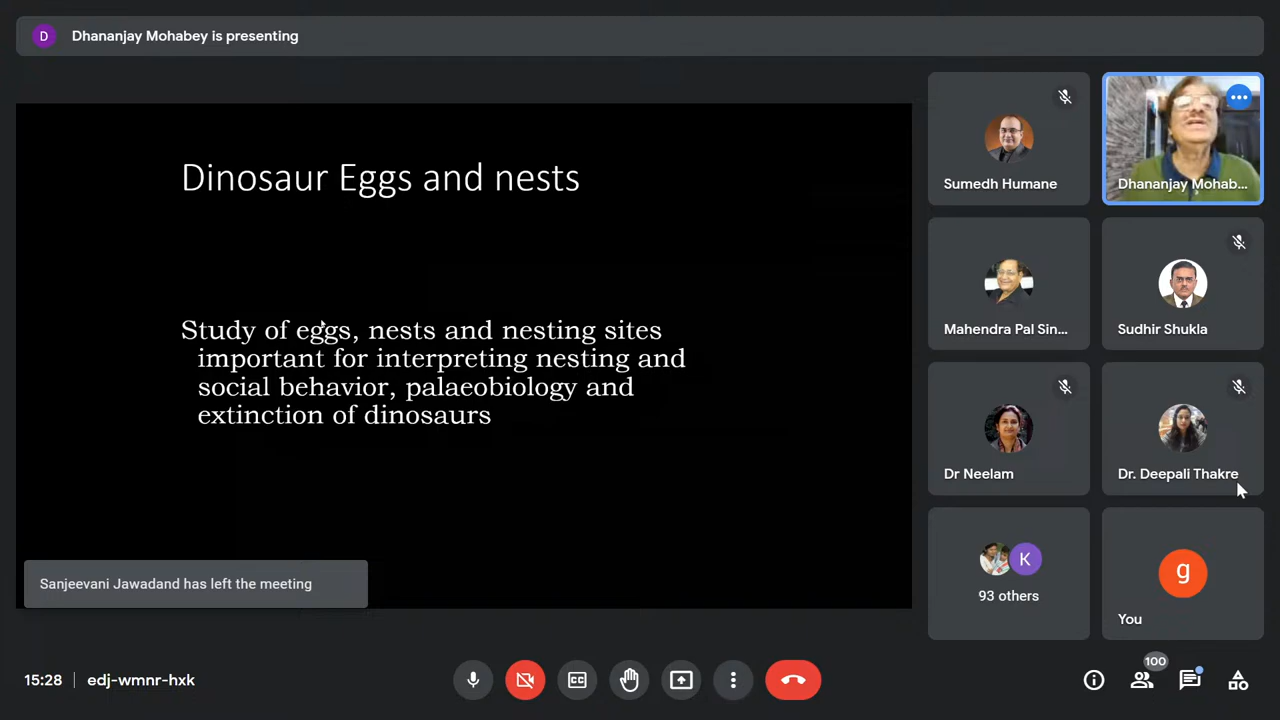 D
Dhananjay Mohabey is presenting
Dinosaur Eggs and nests
Study of eggs, nests and nesting sites
important for interpreting nesting and
social behavior, palaeobiology and
extinction of dinosaurs
Sanjeevani Jawadand has left the meeting
Sumedh Humane
Dhananjay Mohab...
Mahendra Pal Sin...
Sudhir Shukla
Dr Neelam
Dr. Deepali Thakre
K
93 others
g
You
15:28 | edj-wmnr-hxk
CC
100